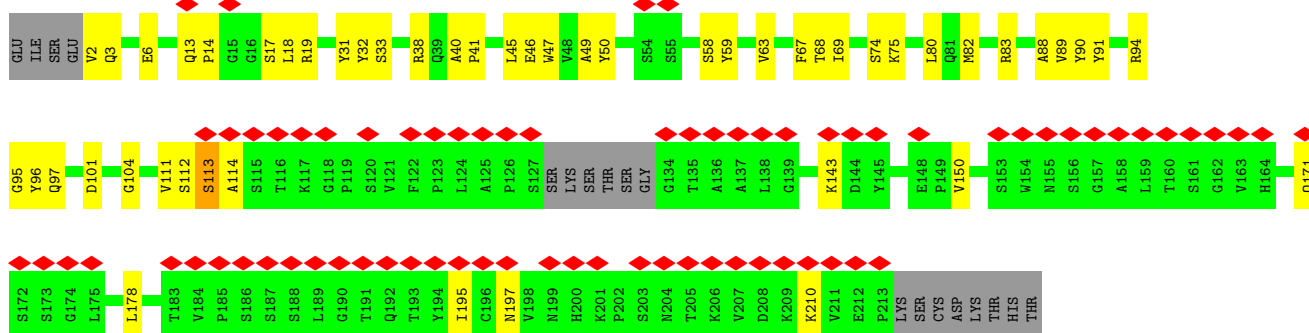 GLU ILE SER GLU V2 Q3 E6 Q13 P14 G15 G16 S17 L18 R19 Y31 Y32 S33 R38 Q39 A40 P41 L45 E46 W47 V48 A49 Y50 S54 S55 S58 Y59 V63 F67 T68 I69 S74 K75 L80 Q81 M82 R83 A88 V89 Y90 Y91 R94
G95 Y96 Q97 D101 G104 V111 S112 S113 A114 S115 T116 K117 G118 P119 S120 V121 F122 P123 L124 A125 P126 S127 SER LYS SER THR SER GLY G134 T135 A136 A137 L138 G139 K143 D144 Y145 E148 P149 V150 S153 W154 N155 S156 G157 A158 L159 T160 S161 G162 V163 H164 Q171
S172 S173 G174 L175 L178 T183 V184 P185 S186 S187 S188 L189 G190 T191 Q192 T193 Y194 I195 C196 N197 V198 N199 H200 K201 P202 S203 N204 T205 K206 V207 D208 K209 K210 V211 E212 P213 LYS SER CYS ASP LYS THR HIS THR